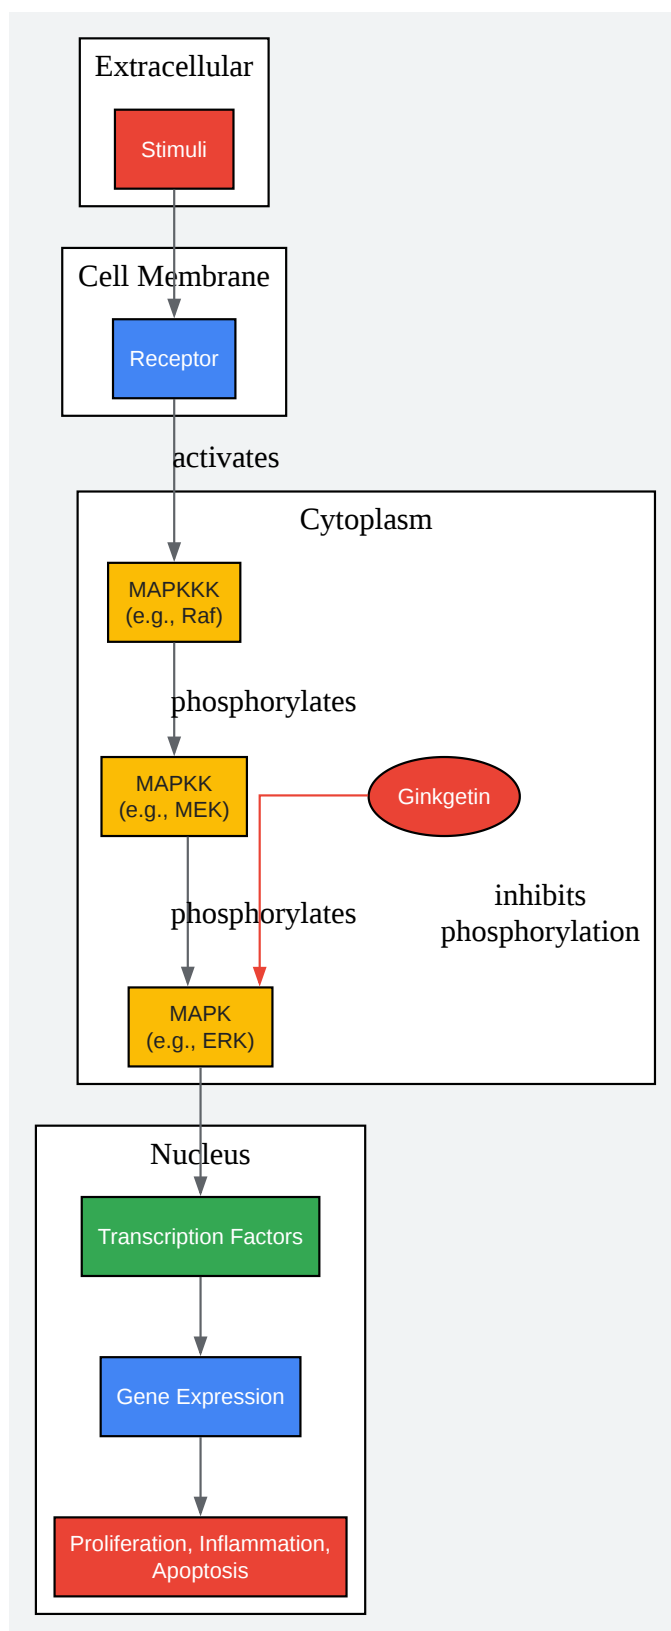 Extracellular
Stimuli
Cell Membrane
Receptor
activates
Cytoplasm
MAPKKK
(e.g., Raf)
phosphorylates
MAPKK
(e.g., MEK)
Ginkgetin
phosphorylates
inhibits
phosphorylation
MAPK
(e.g., ERK)
Nucleus
Transcription Factors
Gene Expression
Proliferation, Inflammation,
Apoptosis